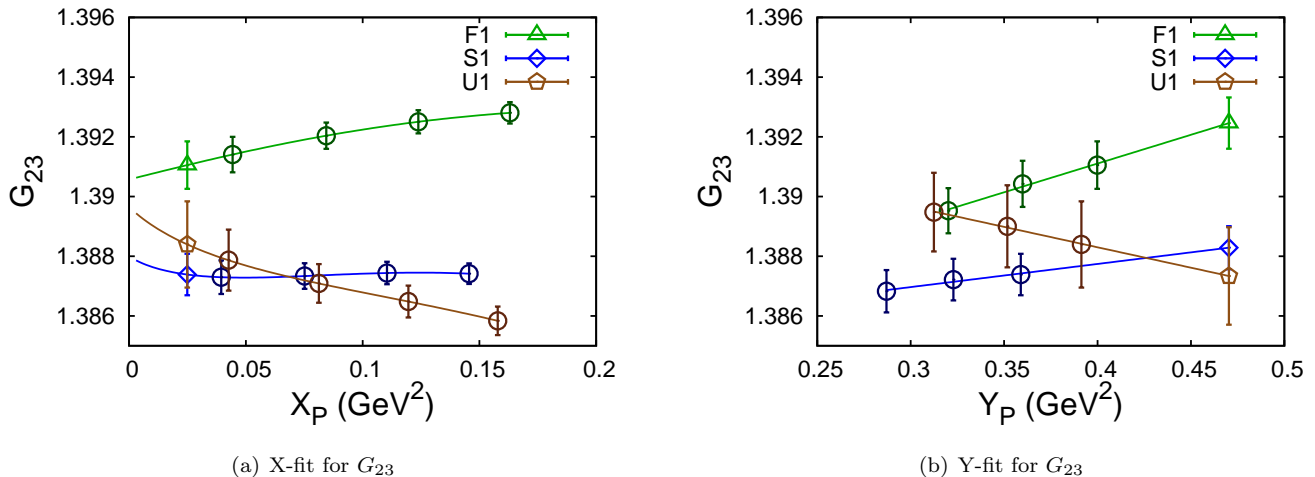 1.396
1.394
1.392
1.39
1.388
1.386
G23
0
0.05
0.1
0.15
0.2
XP (GeV2)
F1
S1
U1
(a) X-fit for G23
1.396
1.394
1.392
1.39
1.388
1.386
G23
0.25
0.3
0.35
0.4
0.45
0.5
YP (GeV2)
F1
S1
U1
(b) Y-fit for G23